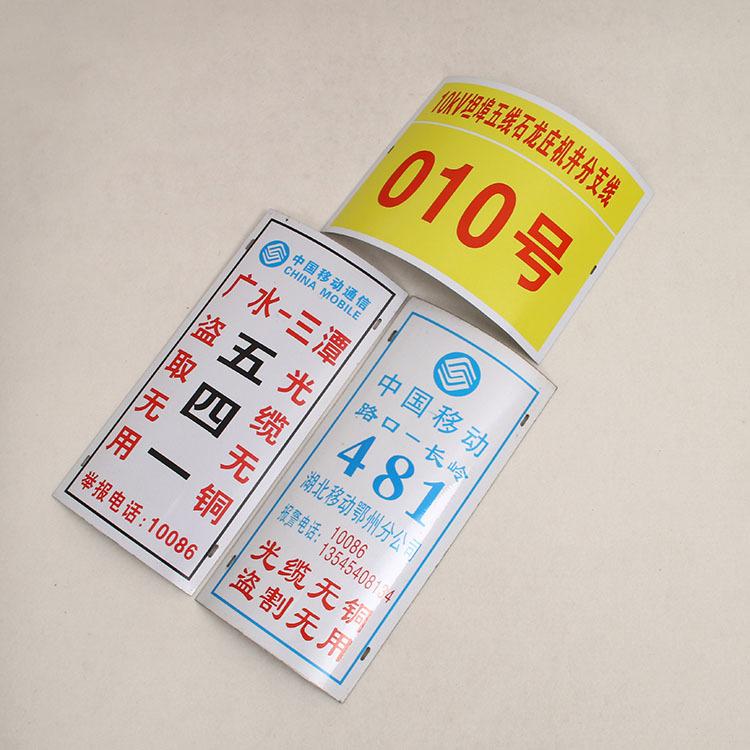 10kV坦埠五线石龙庄机井分支线
010号
中国移动通信
CHINA MOBILE
广水-三潭
光缆无铜
五四一
盗取无用
举报电话:10086
中国移动
路口一长岭
481
湖北移动鄂州分公司
报警电话:
10086
13545408134
光缆无铜
盗割无用